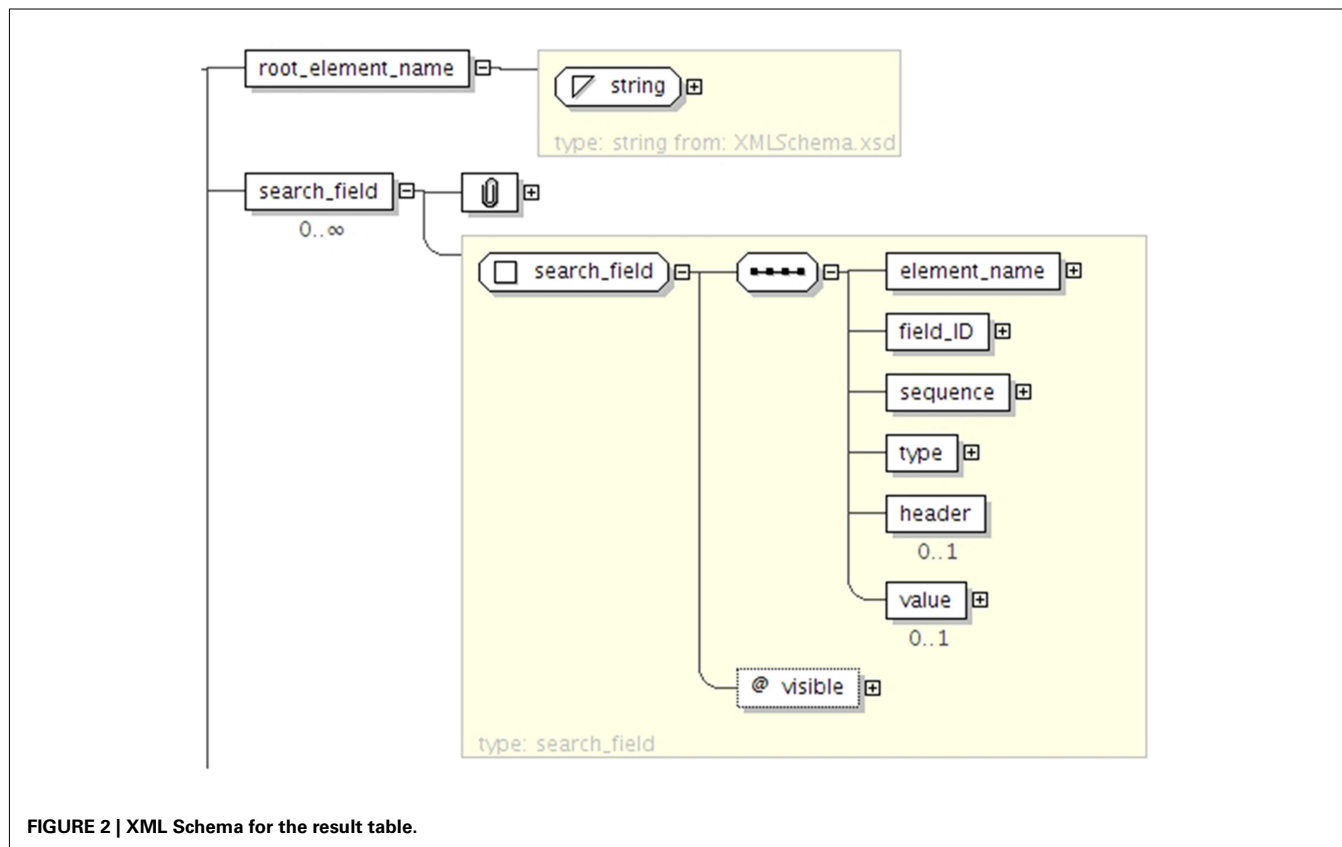 root_element_name
string
type: string from: XMLSchema.xsd
search_field
0..∞
search_field
element_name
field_ID
sequence
type
header
0..1
value
0..1
@ visible
type: search_field
FIGURE 2 | XML Schema for the result table.